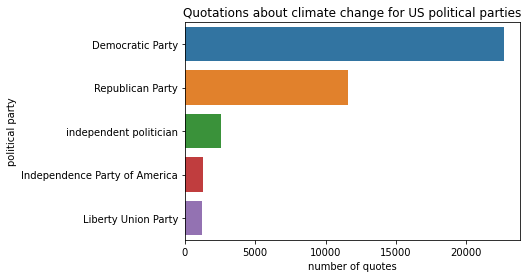 Quotations about climate change for US political parties
Democratic Party
Republican Party
independent politician
Independence Party of America
Liberty Union Party
political party
0 5000 10000 15000 20000
number of quotes